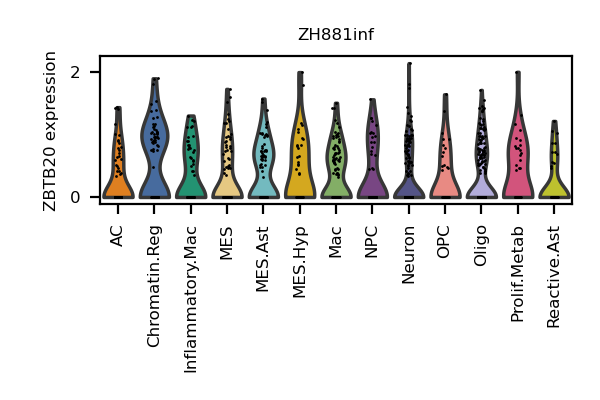 ZH881inf
ZBTB20 expression
2
0
AC
Chromatin.Reg
Inflammatory.Mac
MES
MES.Ast
MES.Hyp
Mac
NPC
Neuron
OPC
Oligo
Prolif.Metab
Reactive.Ast